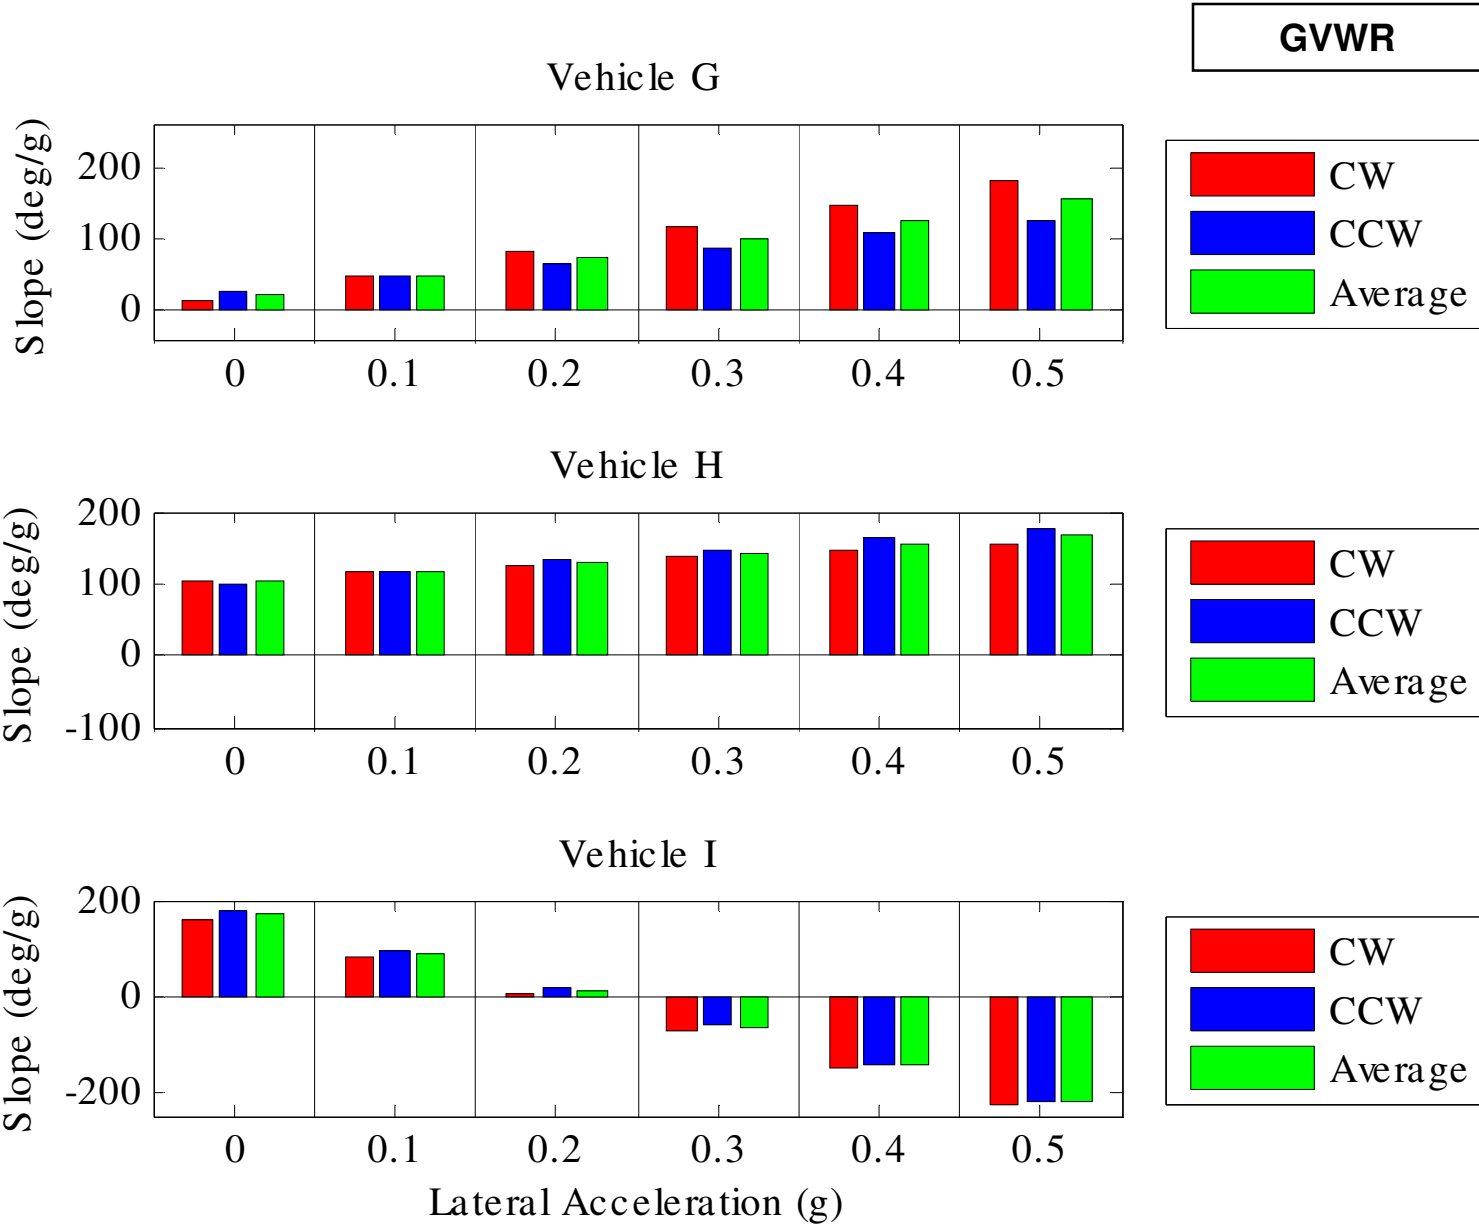 GVWR
Vehicle G
Slope (deg/g)
200
100
0
0 0.1 0.2 0.3 0.4 0.5
CW
CCW
Average
Vehicle H
Slope (deg/g)
200
100
0
-100
0 0.1 0.2 0.3 0.4 0.5
CW
CCW
Average
Vehicle I
Slope (deg/g)
200
0
-200
0 0.1 0.2 0.3 0.4 0.5
CW
CCW
Average
Lateral Acceleration (g)